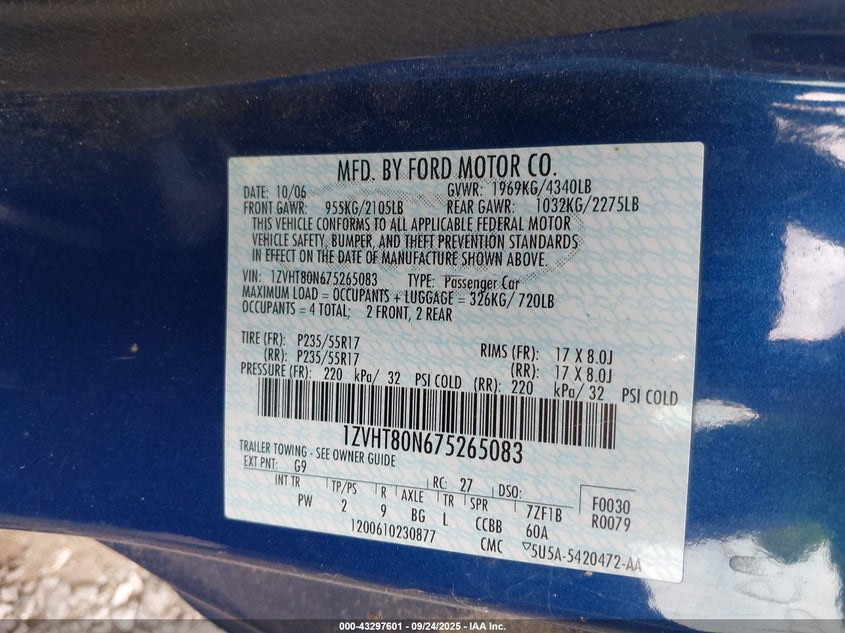 MFD. BY FORD MOTOR CO.
DATE: 10/06 GVWR: 1969KG/4340LB
FRONT GAWR: 955KG/2105LB REAR GAWR: 1032KG/2275LB
THIS VEHICLE CONFORMS TO ALL APPLICABLE FEDERAL MOTOR
VEHICLE SAFETY, BUMPER, AND THEFT PREVENTION STANDARDS
IN EFFECT ON THE DATE OF MANUFACTURE SHOWN ABOVE.
VIN: 1ZVHT80N675265083 TYPE: Passenger Car
MAXIMUM LOAD = OCCUPANTS + LUGGAGE = 326KG/ 720LB
OCCUPANTS = 4 TOTAL; 2 FRONT, 2 REAR
TIRE (FR): P235/55R17 RIMS (FR): 17 X 8.0J
(RR): P235/55R17 (RR): 17 X 8.0J
PRESSURE (FR): 220 kPa/ 32 PSI COLD (RR): 220 kPa/ 32 PSI COLD
1ZVHT80N675265083
TRAILER TOWING - SEE OWNER GUIDE
EXT PNT: G9 RC: 27 DSO:
INT TR TP/PS R AXLE TR SPR 7ZF1B F0030
PW 2 9 BG L CCBB 60A R0079
1200610230877 CMC ▽5U5A-5420472-AA
000-43297601 - 09/24/2025 - IAA Inc.